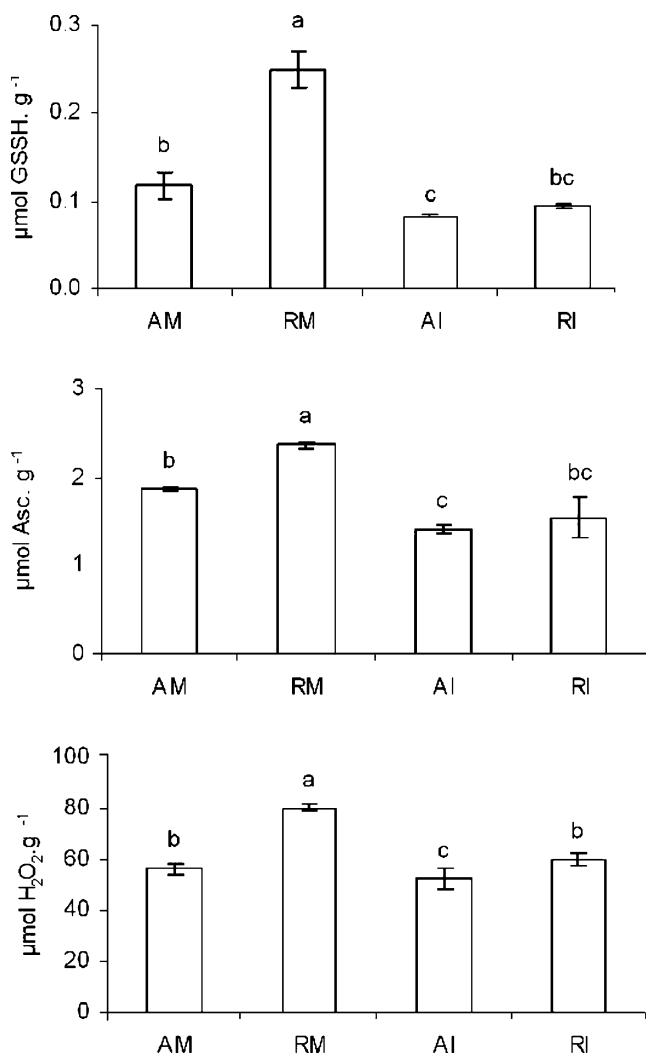 µmol GSSH. g⁻¹
0.3
0.2
0.1
0.0
b
a
c
bc
AM RM AI RI
µmol Asc. g⁻¹
3
2
1
0
b
a
c
bc
AM RM AI RI
µmol H₂O₂.g⁻¹
100
80
60
40
20
0
b
a
c
b
AM RM AI RI